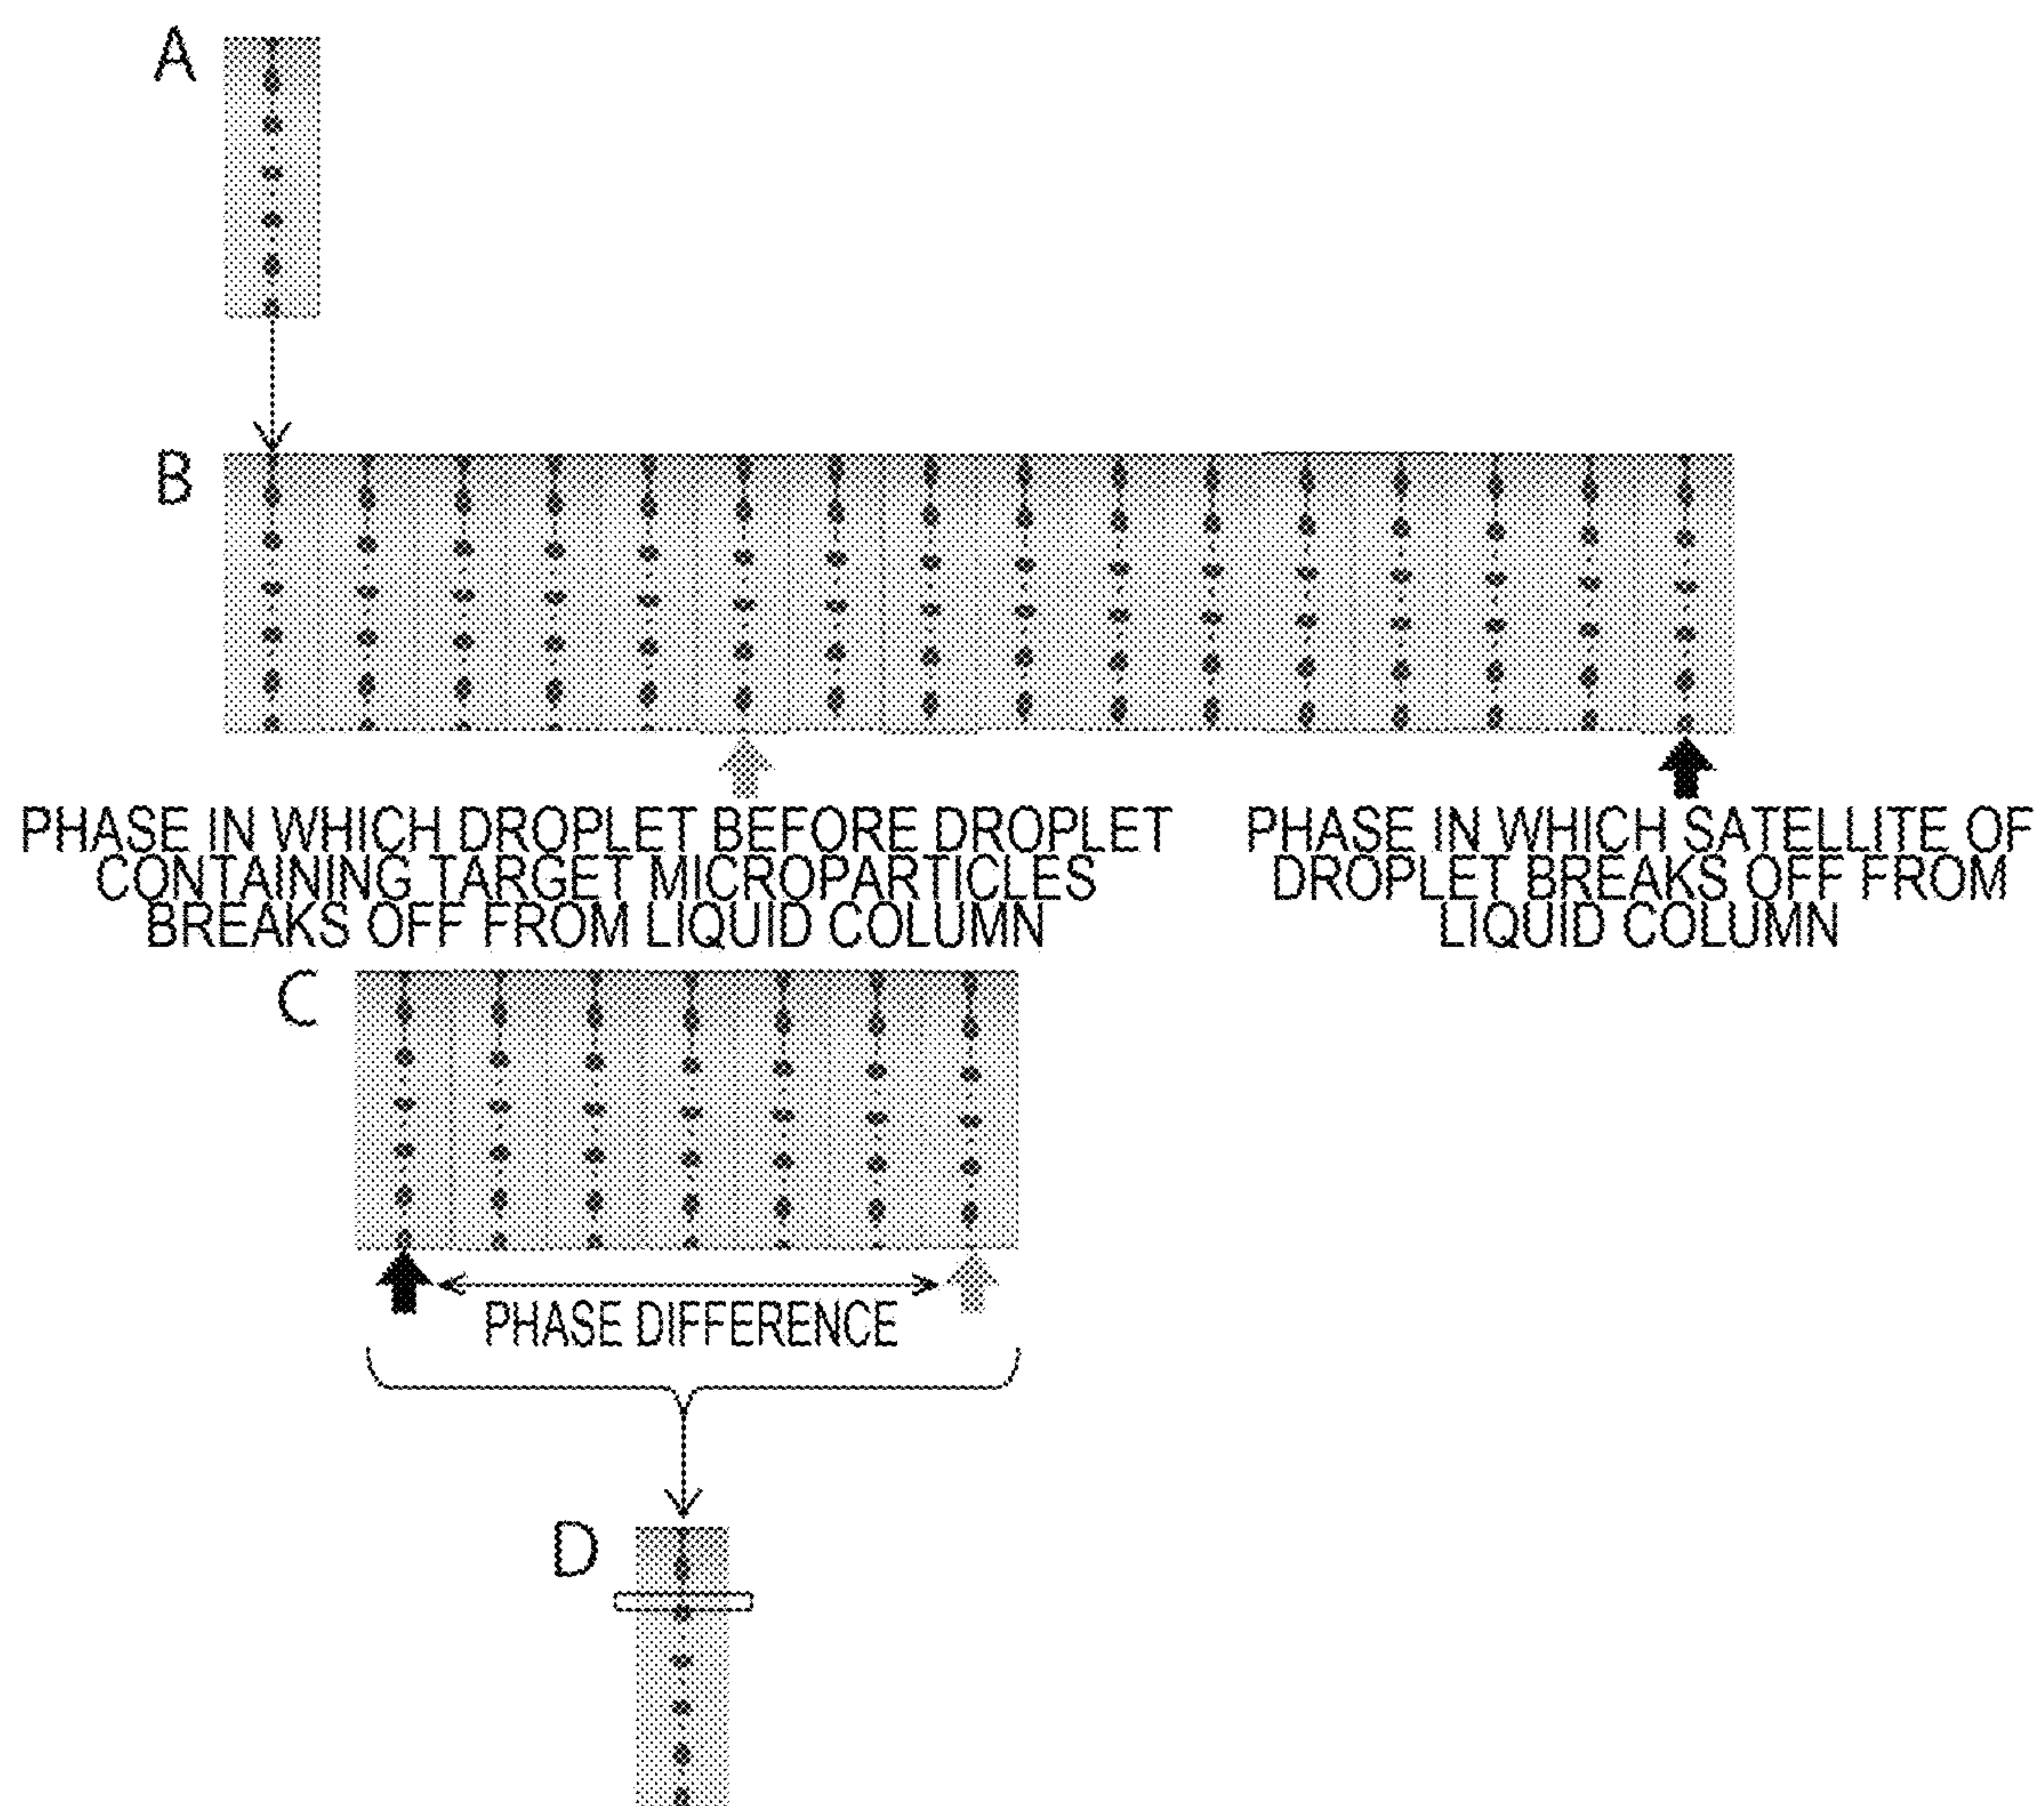 A
B
PHASE IN WHICH DROPLET BEFORE DROPLET
CONTAINING TARGET MICROPARTICLES
BREAKS OFF FROM LIQUID COLUMN
PHASE IN WHICH SATELLITE OF
DROPLET BREAKS OFF FROM
LIQUID COLUMN
C
PHASE DIFFERENCE
D